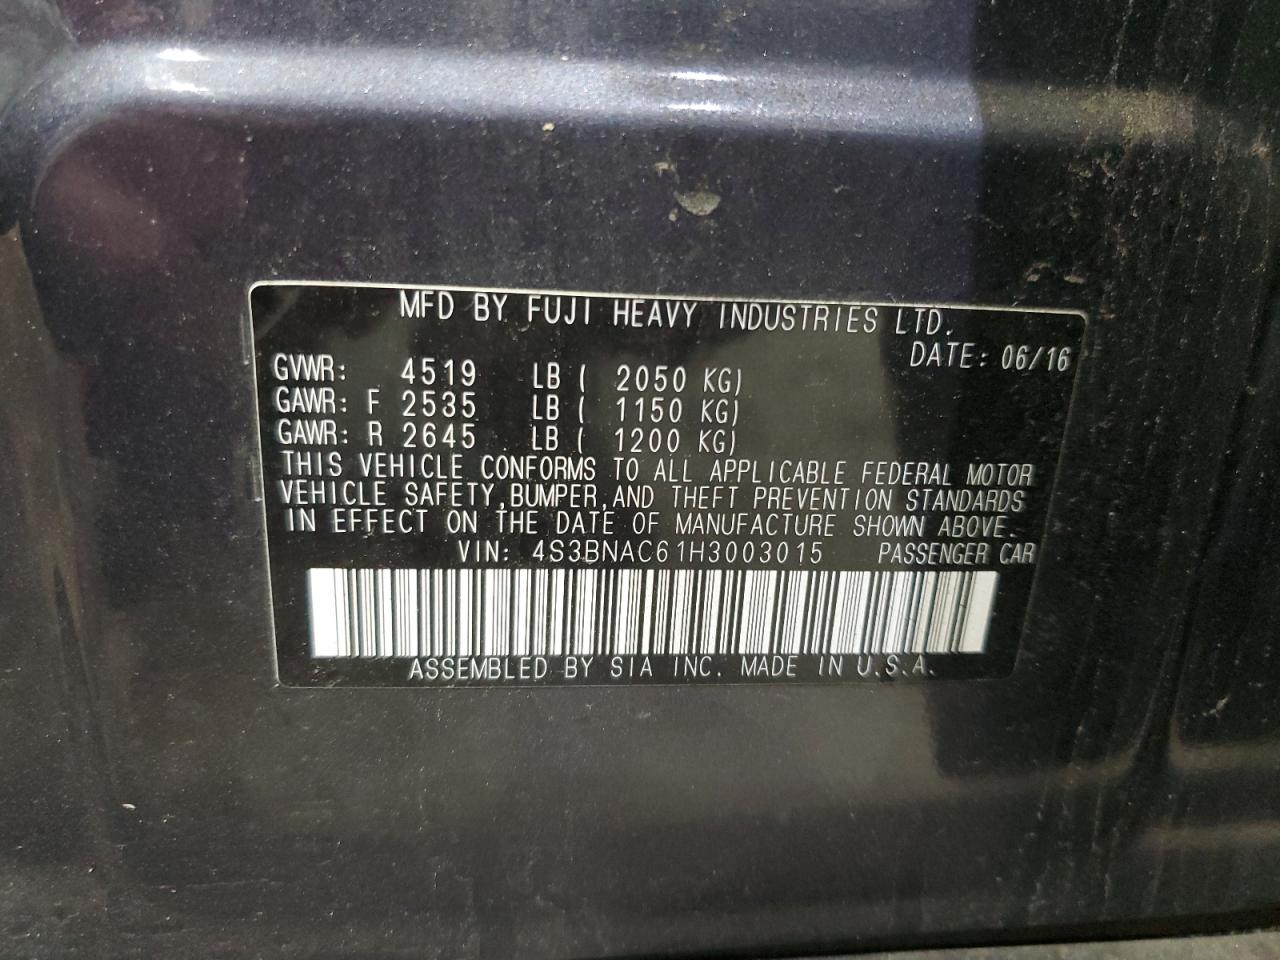 MFD BY FUJI HEAVY INDUSTRIES LTD.
DATE: 06/16
GVWR: 4519 LB ( 2050 KG)
GAWR: F 2535 LB ( 1150 KG)
GAWR: R 2645 LB ( 1200 KG)
THIS VEHICLE CONFORMS TO ALL APPLICABLE FEDERAL MOTOR
VEHICLE SAFETY, BUMPER, AND THEFT PREVENTION STANDARDS
IN EFFECT ON THE DATE OF MANUFACTURE SHOWN ABOVE.
VIN: 4S3BNAC61H3003015 PASSENGER CAR
ASSEMBLED BY SIA INC. MADE IN U.S.A.